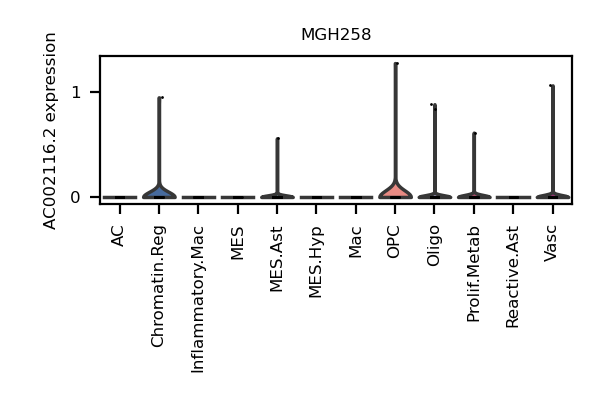 MGH258
AC002116.2 expression
1
0
AC
Chromatin.Reg
Inflammatory.Mac
MES
MES.Ast
MES.Hyp
Mac
OPC
Oligo
Prolif.Metab
Reactive.Ast
Vasc